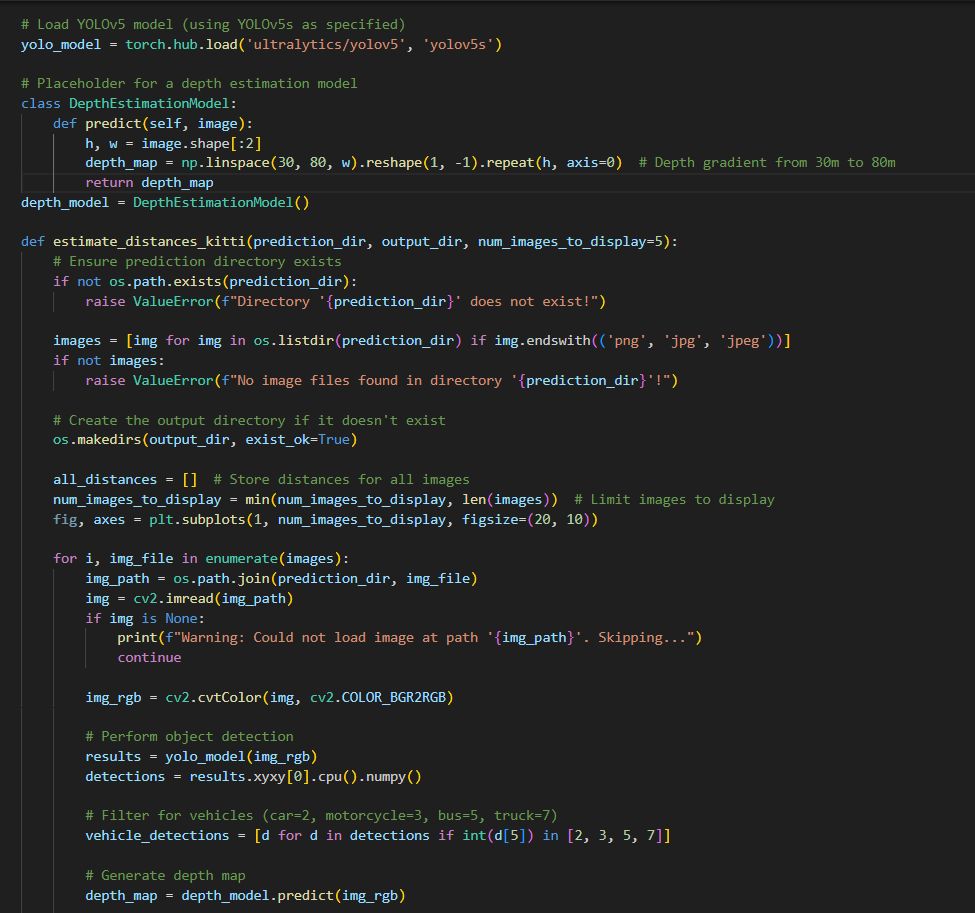 # Load YOLOv5 model (using YOLOv5s as specified)
yolo_model = torch.hub.load('ultralytics/yolov5', 'yolov5s')
# Placeholder for a depth estimation model
class DepthEstimationModel:
def predict(self, image):
h, w = image.shape[:2]
depth_map = np.linspace(30, 80, w).reshape(1, -1).repeat(h, axis=0)  # Depth gradient from 30m to 80m
return depth_map
depth_model = DepthEstimationModel()
def estimate_distances_kitti(prediction_dir, output_dir, num_images_to_display=5):
# Ensure prediction directory exists
if not os.path.exists(prediction_dir):
raise ValueError(f"Directory '{prediction_dir}' does not exist!")
images = [img for img in os.listdir(prediction_dir) if img.endswith(('png', 'jpg', 'jpeg'))]
if not images:
raise ValueError(f"No image files found in directory '{prediction_dir}'!")
# Create the output directory if it doesn't exist
os.makedirs(output_dir, exist_ok=True)
all_distances = []  # Store distances for all images
num_images_to_display = min(num_images_to_display, len(images))  # Limit images to display
fig, axes = plt.subplots(1, num_images_to_display, figsize=(20, 10))
for i, img_file in enumerate(images):
img_path = os.path.join(prediction_dir, img_file)
img = cv2.imread(img_path)
if img is None:
print(f"Warning: Could not load image at path '{img_path}'. Skipping...")
continue
img_rgb = cv2.cvtColor(img, cv2.COLOR_BGR2RGB)
# Perform object detection
results = yolo_model(img_rgb)
detections = results.xyxy[0].cpu().numpy()
# Filter for vehicles (car=2, motorcycle=3, bus=5, truck=7)
vehicle_detections = [d for d in detections if int(d[5]) in [2, 3, 5, 7]]
# Generate depth map
depth_map = depth_model.predict(img_rgb)